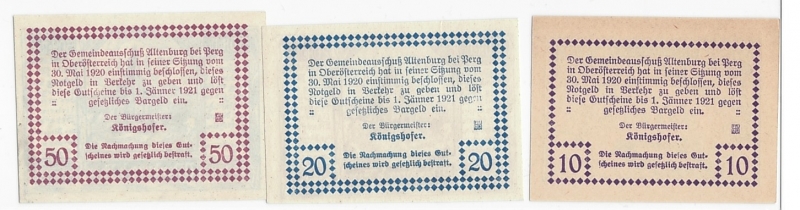 Der Gemeindeausschuß Altenburg bei Perg
in Oberösterreich hat in seiner Sitzung vom
30. Mai 1920 einstimmig beschlossen, dieses
Notgeld in Verkehr zu geben und löst
diese Gutscheine bis 1. Jänner 1921 gegen
:: gesetzliches Bargeld ein. ::
Der Bürgermeister:
Königshofer.
50 Die Nachmachung dieses Gut- 50
scheines wird gesetzlich bestraft.
Der Gemeindeausschuß Altenburg bei Perg
in Oberösterreich hat in seiner Sitzung vom
30. Mai 1920 einstimmig beschlossen, dieses
Notgeld in Verkehr zu geben und löst
diese Gutscheine bis 1. Jänner 1921 gegen
:: gesetzliches Bargeld ein. ::
Der Bürgermeister:
Königshofer.
20 Die Nachmachung dieses Gut- 20
scheines wird gesetzlich bestraft.
Der Gemeindeausschuß Altenburg bei Perg
in Oberösterreich hat in seiner Sitzung vom
30. Mai 1920 einstimmig beschlossen, dieses
Notgeld in Verkehr zu geben und löst
diese Gutscheine bis 1. Jänner 1921 gegen
:: gesetzliches Bargeld ein. ::
Der Bürgermeister:
Königshofer.
10 Die Nachmachung dieses Gut- 10
scheines wird gesetzlich bestraft.